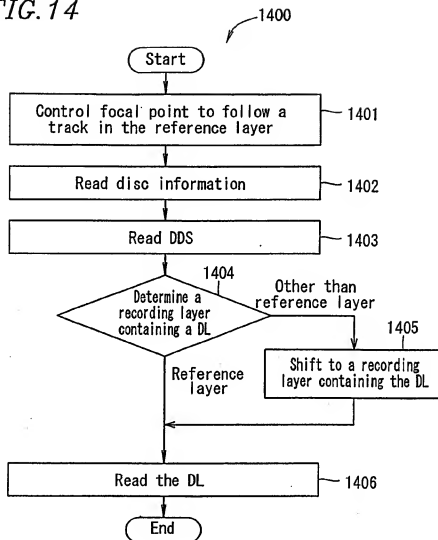 FIG. 14
1400
Start
Control focal point to follow a
track in the reference layer
1401
Read disc information
1402
Read DDS
1403
1404
Determine a
recording layer
containing a DL
Other than
reference layer
1405
Shift to a recording
layer containing the DL
Reference
layer
Read the DL
1406
End